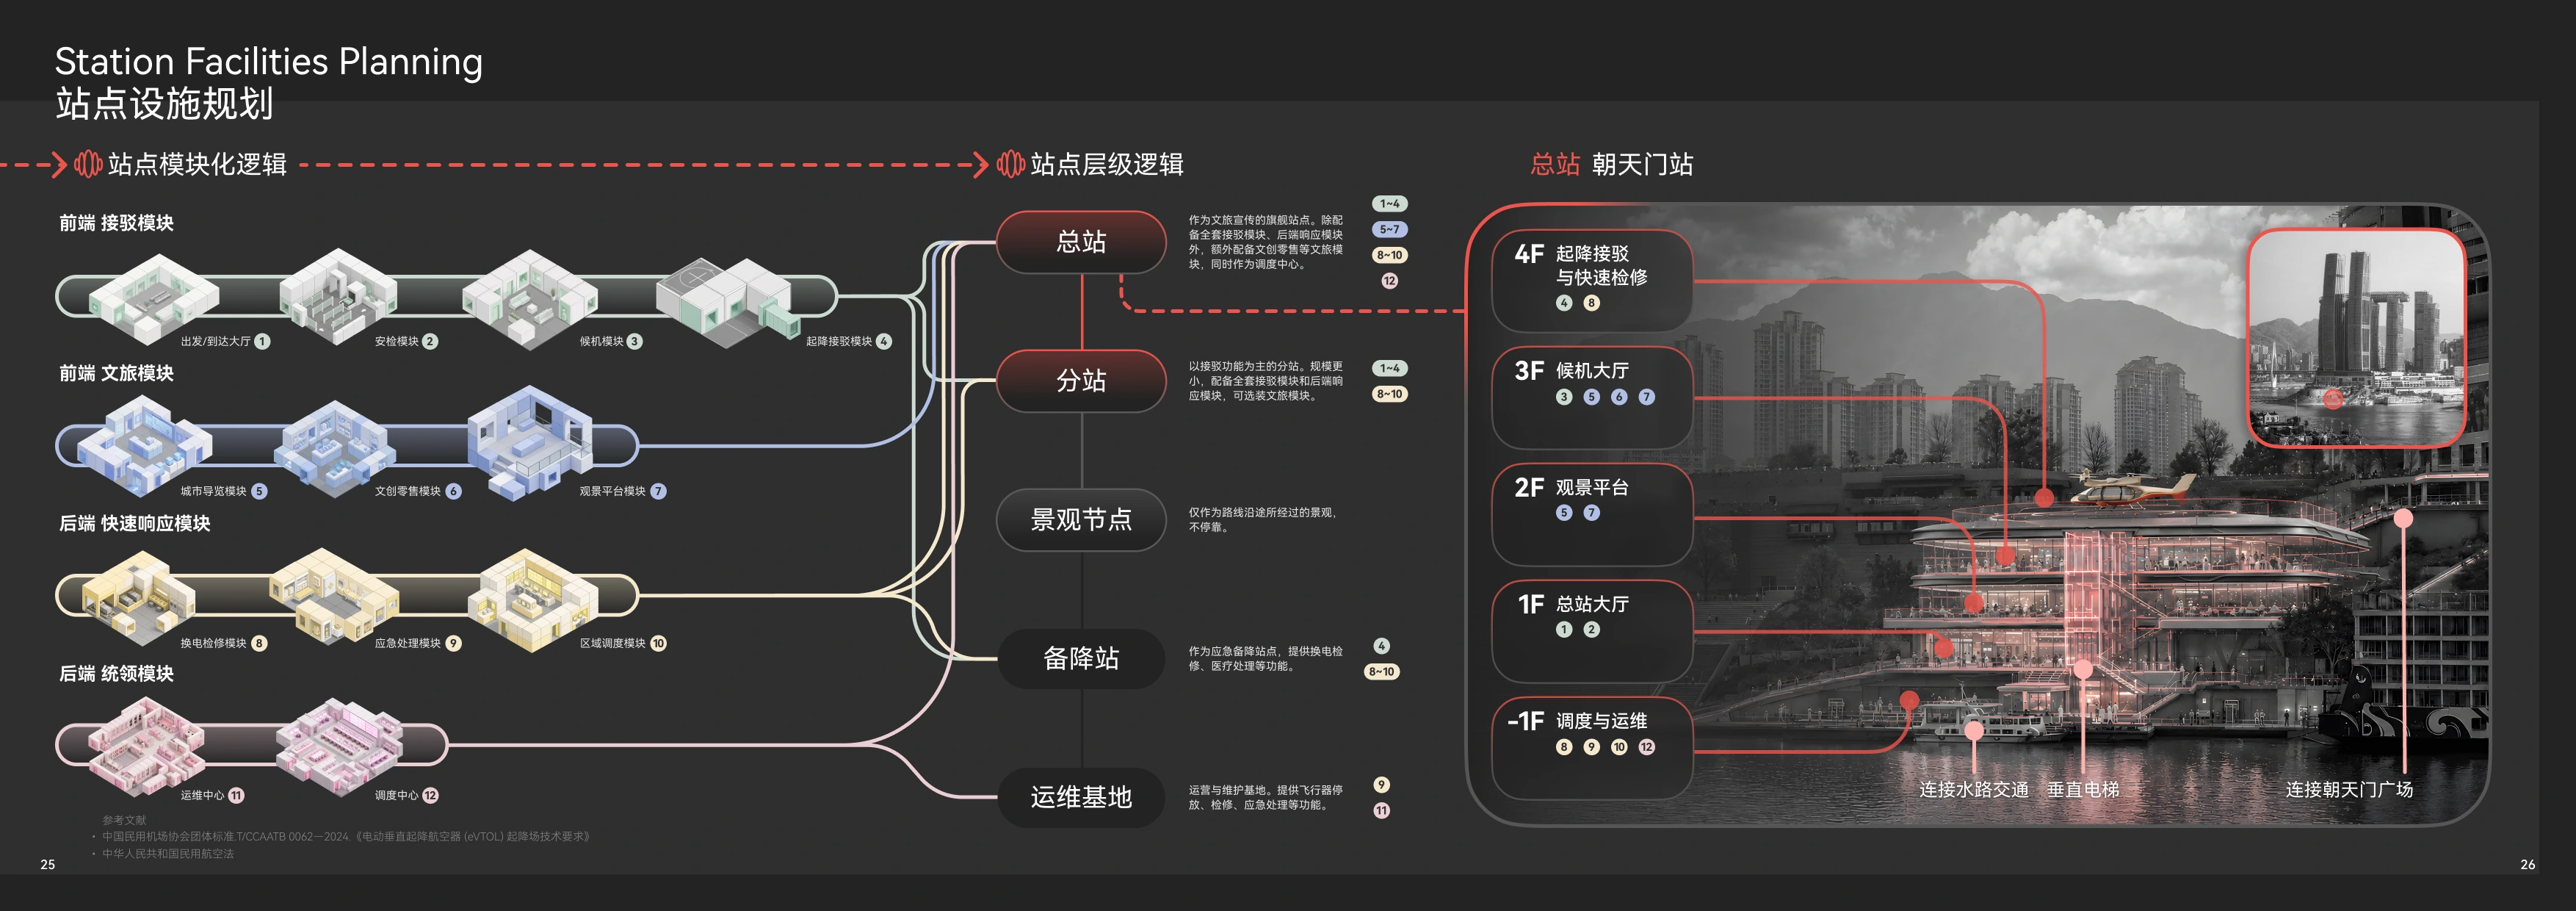 Station Facilities Planning
站点设施规划
站点模块化逻辑
前端 接驳模块
出发/到达大厅 1
安检模块 2
候机模块 3
起降接驳模块 4
前端 文旅模块
城市导览模块 5
文创零售模块 6
观景平台模块 7
后端 快速响应模块
换电检修模块 8
应急处理模块 9
区域调度模块 10
后端 统领模块
运维中心 11
调度中心 12
参考文献
• 中国民用机场协会团体标准.T/CCAATB 0062—2024.《电动垂直起降航空器 (eVTOL) 起降场技术要求》
• 中华人民共和国民用航空法
25
站点层级逻辑
总站
作为文旅宣传的旗舰站点。除配
备全套接驳模块、后端响应模块
外，额外配备文创零售等文旅模
块，同时作为调度中心。
1~4
5~7
8~10
12
分站
以接驳功能为主的分站。规模更
小，配备全套接驳模块和后端响
应模块，可选装文旅模块。
1~4
8~10
景观节点
仅作为路线沿途所经过的景观，
不停靠。
备降站
作为应急备降站点，提供换电检
修、医疗处理等功能。
4
8~10
运维基地
运营与维护基地。提供飞行器停
放、检修、应急处理等功能。
9
11
总站 朝天门站
4F 起降接驳
与快速检修
4 8
3F 候机大厅
3 5 6 7
2F 观景平台
5 7
1F 总站大厅
1 2
-1F 调度与运维
8 9 10 12
连接水路交通
垂直电梯
连接朝天门广场
26